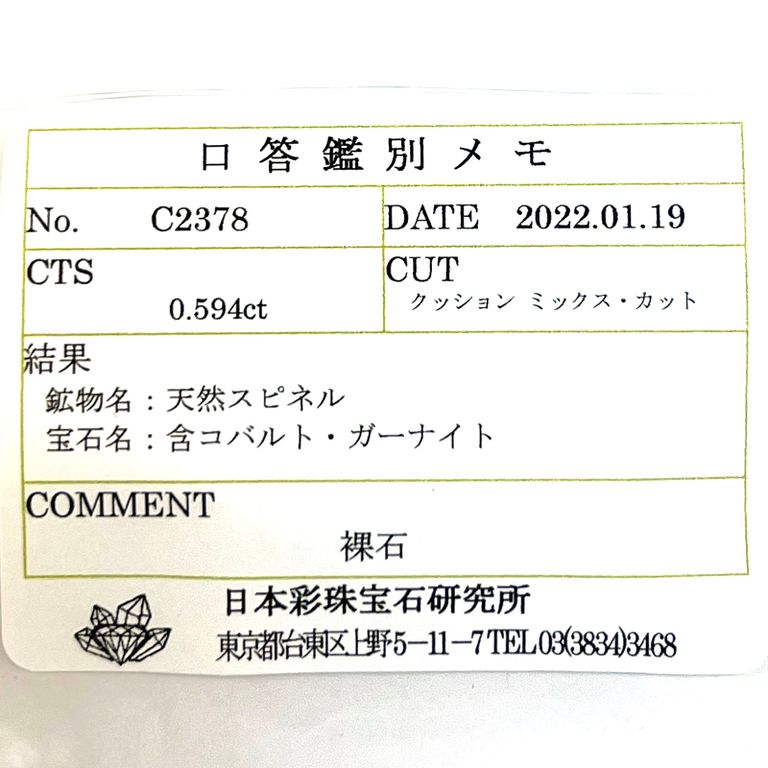 口答鑑別メモ
No. C2378 DATE 2022.01.19
CTS CUT
0.594ct クッション ミックス・カット
結果
鉱物名：天然スピネル
宝石名：含コバルト・ガーナイト
COMMENT
裸石
日本彩珠宝石研究所
東京都台東区上野5－11－7 TEL 03(3834)3468